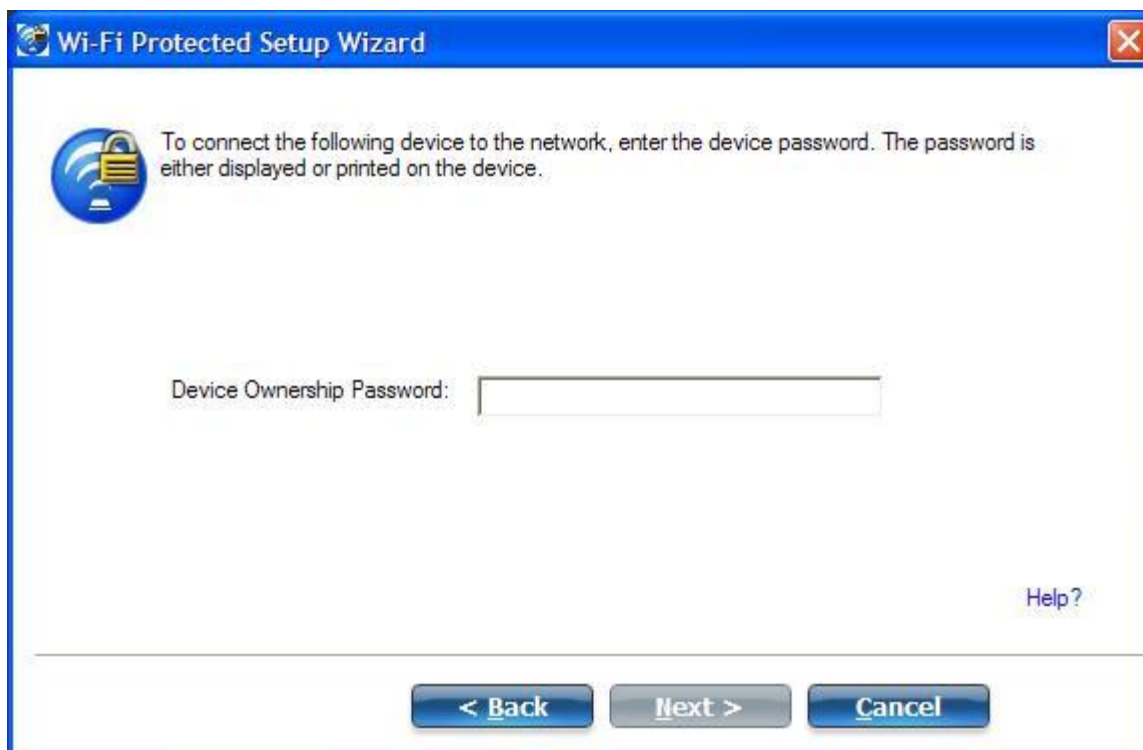 Wi-Fi Protected Setup Wizard
To connect the following device to the network, enter the device password. The password is
either displayed or printed on the device.
Device Ownership Password:
Help?
< Back Next > Cancel